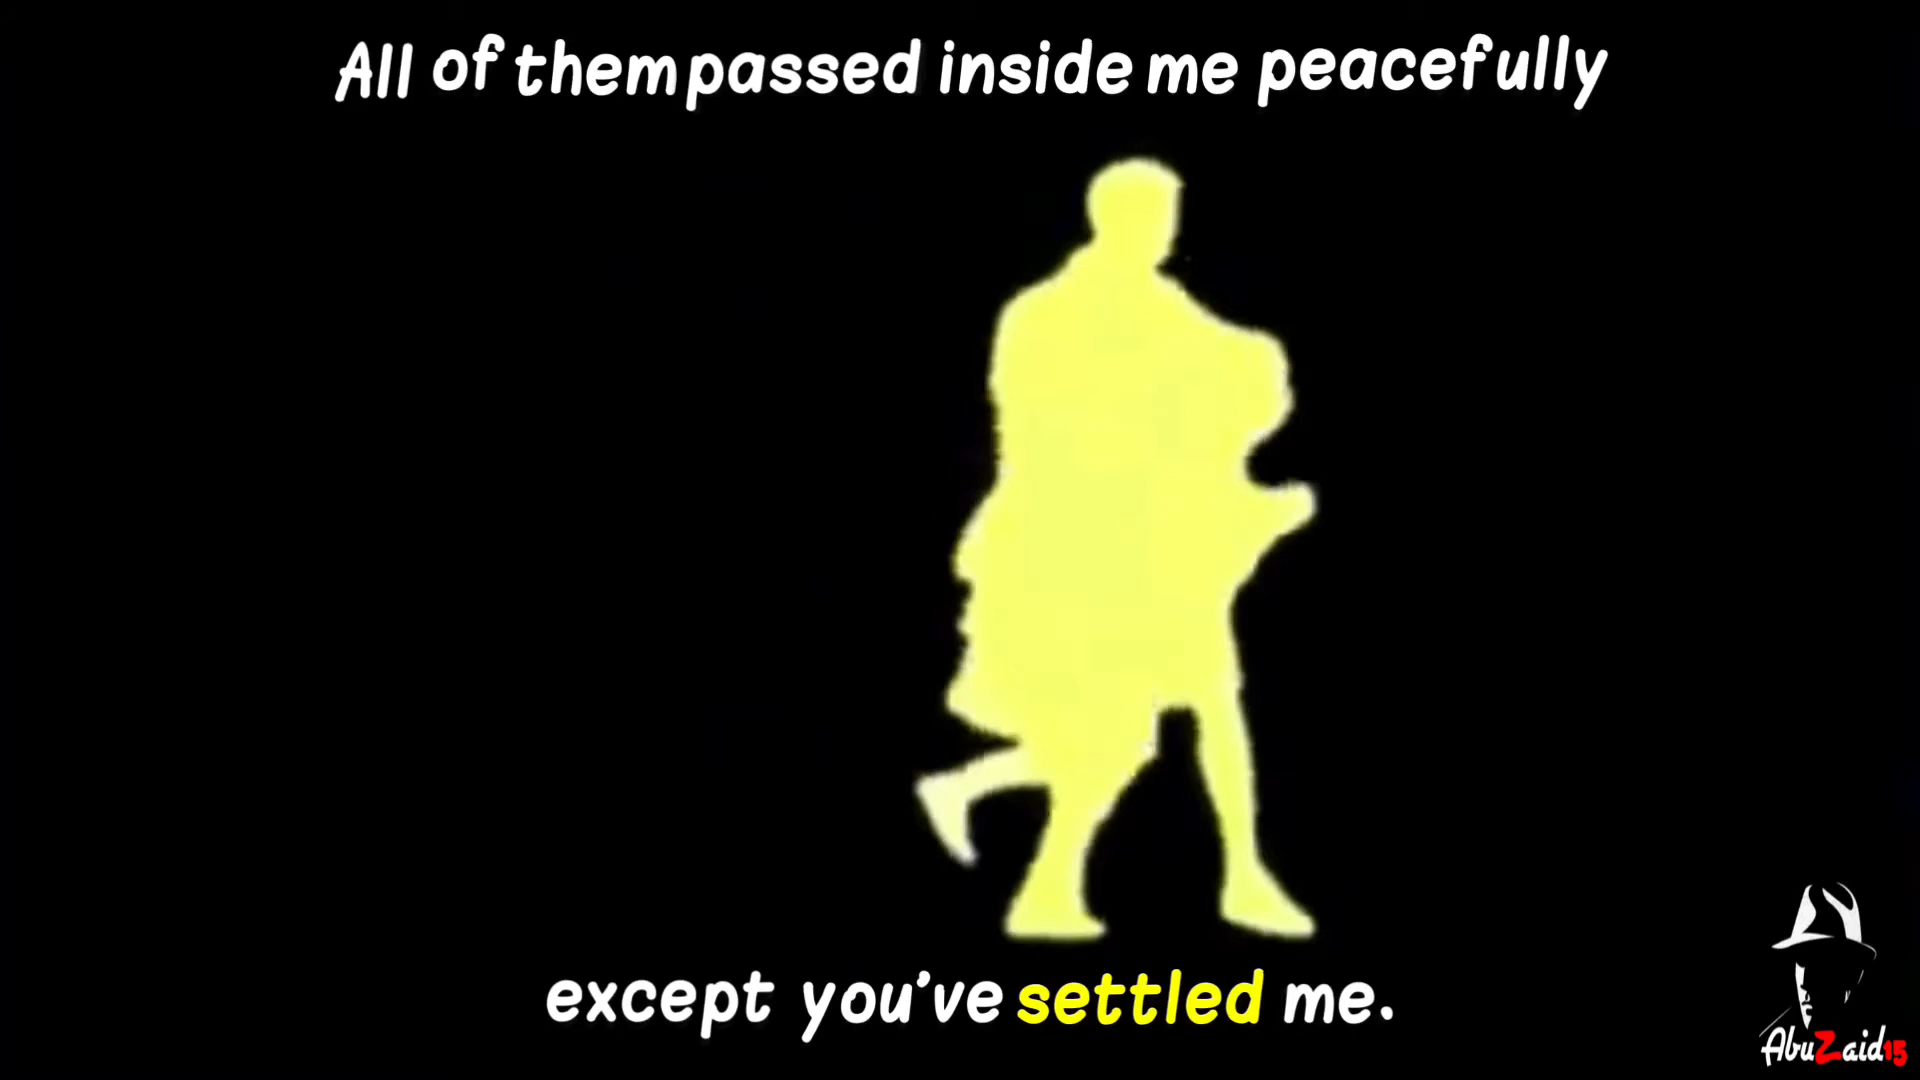 All of them passed inside me peacefully
except you've settled me.
AbuZaid15